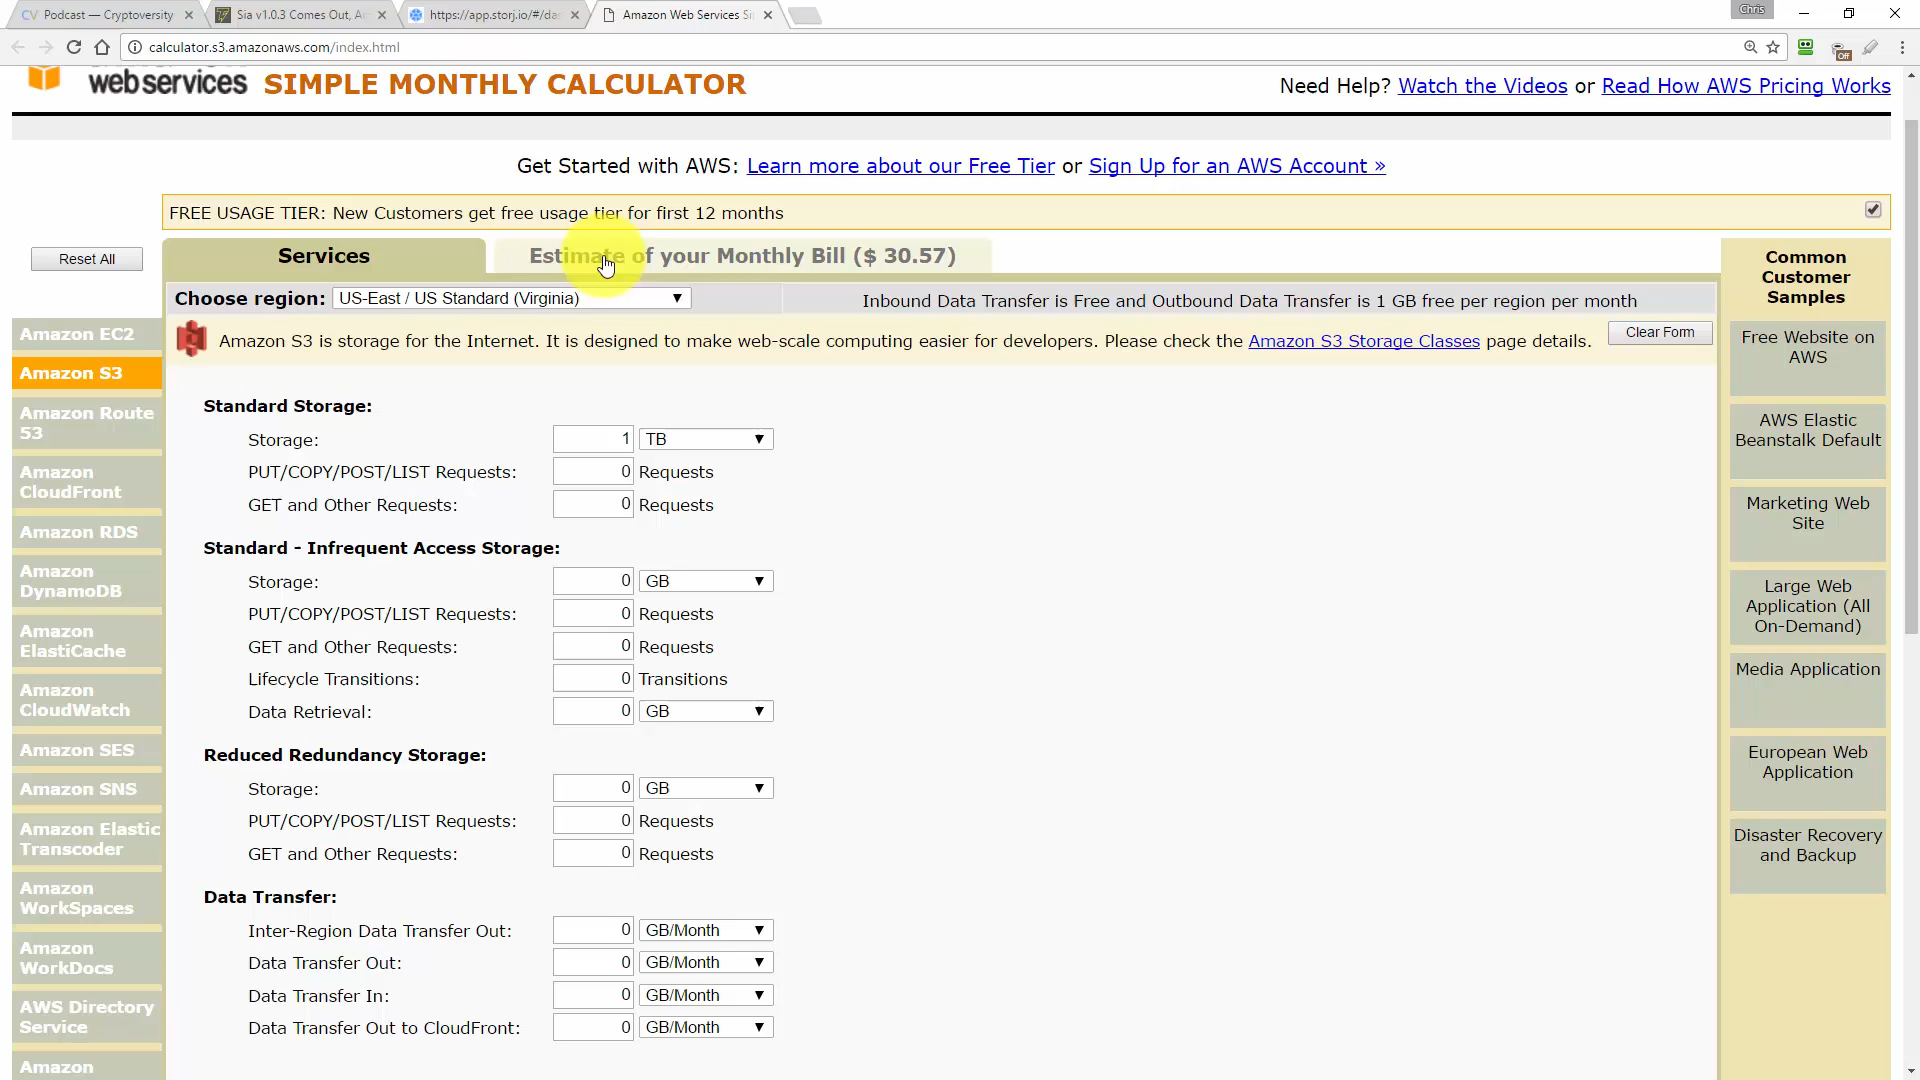 CV Podcast — Cryptoversity
Sia v1.0.3 Comes Out, A
https://app.storj.io/#/da
Amazon Web Services Si
Chris
calculator.s3.amazonaws.com/index.html
Off
webservices SIMPLE MONTHLY CALCULATOR
Need Help? Watch the Videos or Read How AWS Pricing Works
Get Started with AWS: Learn more about our Free Tier or Sign Up for an AWS Account »
FREE USAGE TIER: New Customers get free usage tier for first 12 months
Reset All
Services
Estimate of your Monthly Bill ($ 30.57)
Choose region: US-East / US Standard (Virginia)
Inbound Data Transfer is Free and Outbound Data Transfer is 1 GB free per region per month
Amazon S3 is storage for the Internet. It is designed to make web-scale computing easier for developers. Please check the Amazon S3 Storage Classes page details.
Clear Form
Amazon EC2
Amazon S3
Amazon Route
53
Amazon
CloudFront
Amazon RDS
Amazon
DynamoDB
Amazon
ElastiCache
Amazon
CloudWatch
Amazon SES
Amazon SNS
Amazon Elastic
Transcoder
Amazon
WorkSpaces
Amazon
WorkDocs
AWS Directory
Service
Amazon
Standard Storage:
Storage: 1 TB
PUT/COPY/POST/LIST Requests: 0 Requests
GET and Other Requests: 0 Requests
Standard - Infrequent Access Storage:
Storage: 0 GB
PUT/COPY/POST/LIST Requests: 0 Requests
GET and Other Requests: 0 Requests
Lifecycle Transitions: 0 Transitions
Data Retrieval: 0 GB
Reduced Redundancy Storage:
Storage: 0 GB
PUT/COPY/POST/LIST Requests: 0 Requests
GET and Other Requests: 0 Requests
Data Transfer:
Inter-Region Data Transfer Out: 0 GB/Month
Data Transfer Out: 0 GB/Month
Data Transfer In: 0 GB/Month
Data Transfer Out to CloudFront: 0 GB/Month
Common
Customer
Samples
Free Website on
AWS
AWS Elastic
Beanstalk Default
Marketing Web
Site
Large Web
Application (All
On-Demand)
Media Application
European Web
Application
Disaster Recovery
and Backup